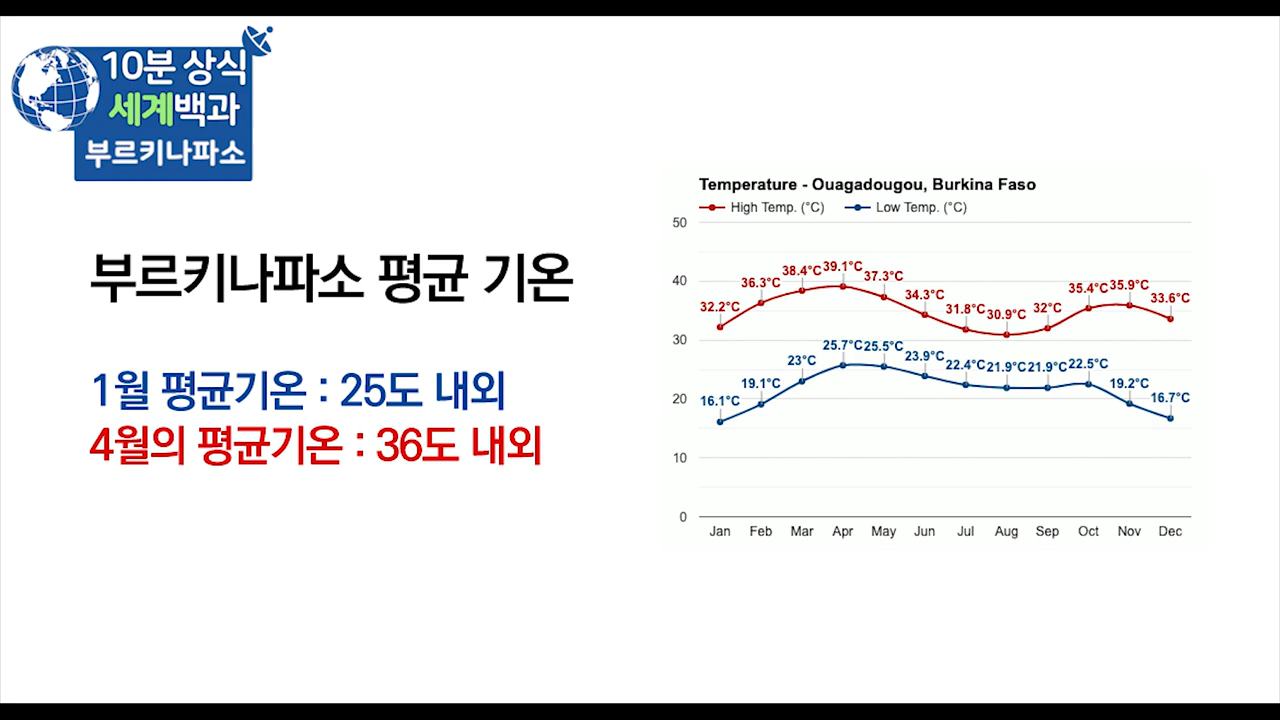 10분 상식
세계백과
부르키나파소
부르키나파소 평균 기온
1월 평균기온 : 25도 내외
4월의 평균기온 : 36도 내외
Temperature - Ouagadougou, Burkina Faso
High Temp. (°C) Low Temp. (°C)
50
40
30
20
10
0
32.2°C 36.3°C 38.4°C 39.1°C 37.3°C 34.3°C 31.8°C 30.9°C 32°C 35.4°C 35.9°C 33.6°C
16.1°C 19.1°C 23°C 25.7°C 25.5°C 23.9°C 22.4°C 21.9°C 21.9°C 22.5°C 19.2°C 16.7°C
Jan Feb Mar Apr May Jun Jul Aug Sep Oct Nov Dec